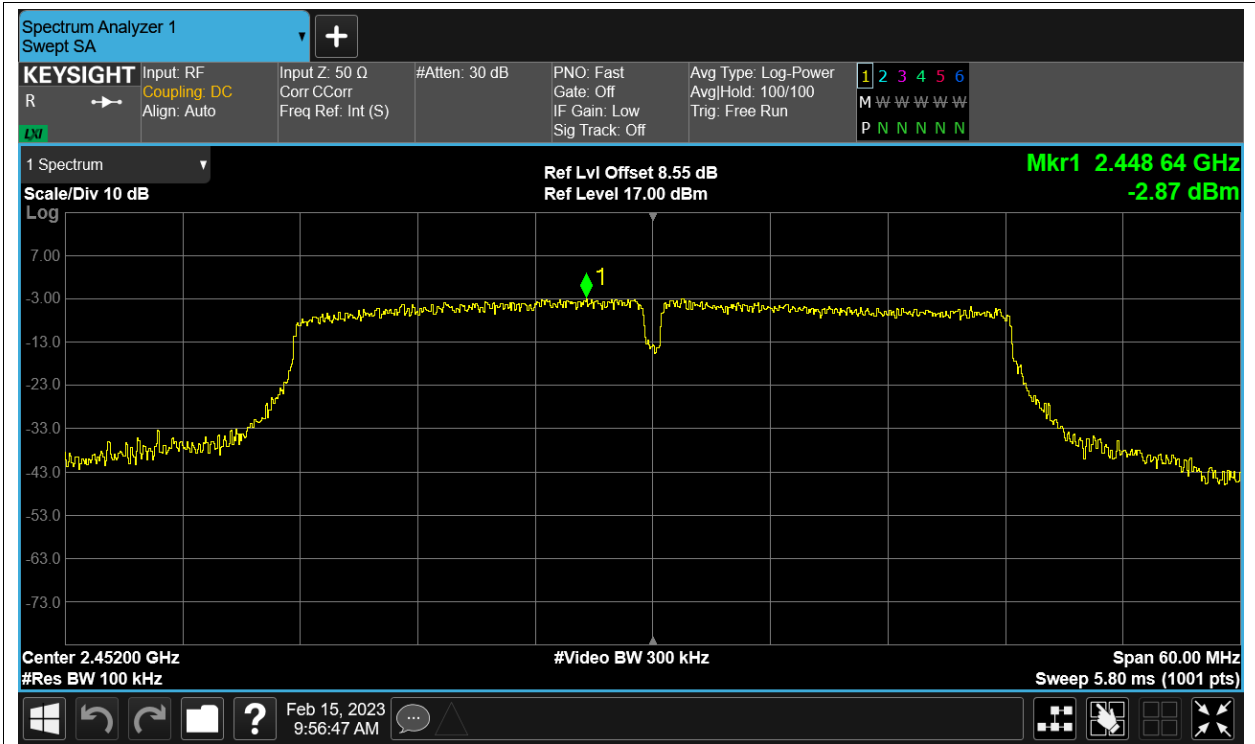 Spectrum Analyzer 1
Swept SA
KEYSIGHT
R
LXI
Input: RF
Coupling: DC
Align: Auto
Input Z: 50 Ω
Corr CCorr
Freq Ref: Int (S)
#Atten: 30 dB
PNO: Fast
Gate: Off
IF Gain: Low
Sig Track: Off
Avg Type: Log-Power
Avg|Hold: 100/100
Trig: Free Run
1 2 3 4 5 6
M W W W W W
P N N N N N
1 Spectrum
Scale/Div 10 dB
Log
Ref Lvl Offset 8.55 dB
Ref Level 17.00 dBm
Mkr1 2.448 64 GHz
-2.87 dBm
7.00
-3.00
-13.0
-23.0
-33.0
-43.0
-53.0
-63.0
-73.0
1
Center 2.45200 GHz
#Res BW 100 kHz
#Video BW 300 kHz
Span 60.00 MHz
Sweep 5.80 ms (1001 pts)
?
Feb 15, 2023
9:56:47 AM